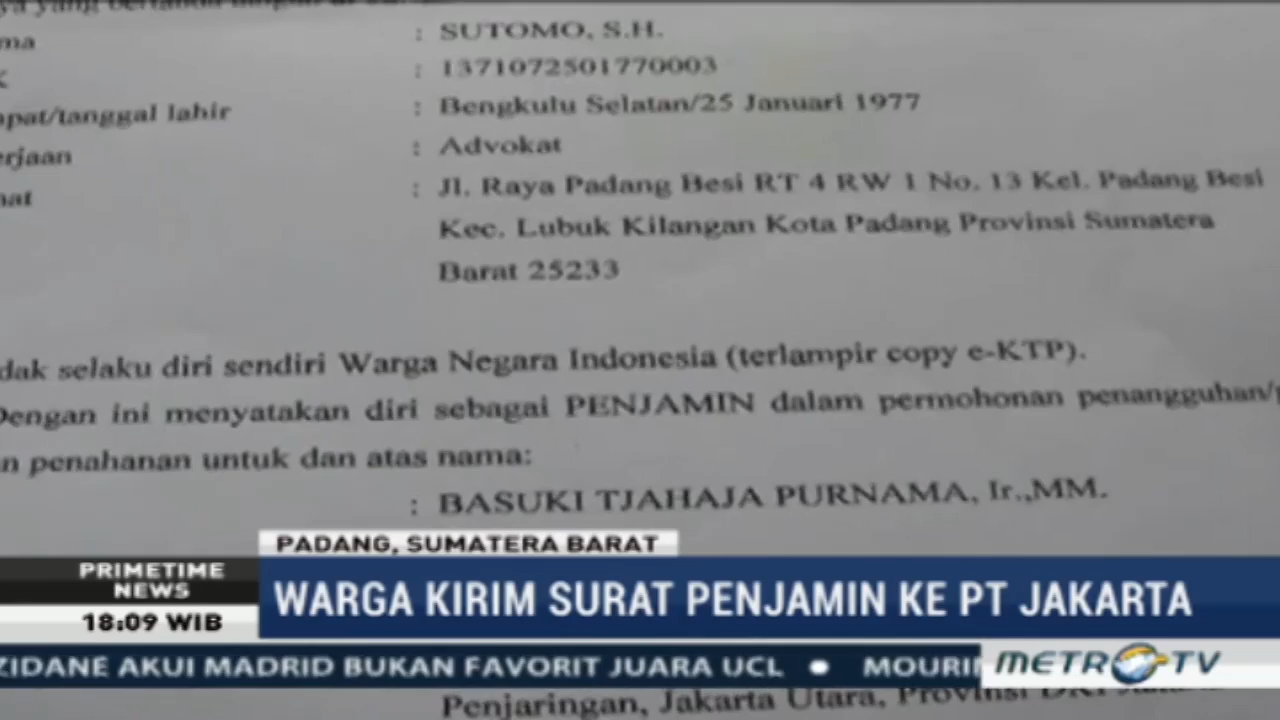 ma : SUTOMO, S.H.
K : 1371072501770003
pat/tanggal lahir : Bengkulu Selatan/25 Januari 1977
erjaan : Advokat
mat : Jl. Raya Padang Besi RT 4 RW 1 No. 13 Kel. Padang Besi
Kec. Lubuk Kilangan Kota Padang Provinsi Sumatera
Barat 25233
dak selaku diri sendiri Warga Negara Indonesia (terlampir copy e-KTP).
Dengan ini menyatakan diri sebagai PENJAMIN dalam permohonan penangguhan/p
n penahanan untuk dan atas nama:
: BASUKI TJAHAJA PURNAMA, Ir.,MM.
PADANG, SUMATERA BARAT
PRIMETIME
NEWS
WARGA KIRIM SURAT PENJAMIN KE PT JAKARTA
18:09 WIB
ZIDANE AKUI MADRID BUKAN FAVORIT JUARA UCL ● MOURI
METRO TV
Penjaringan, Jakarta Utara, Provinsi DKI